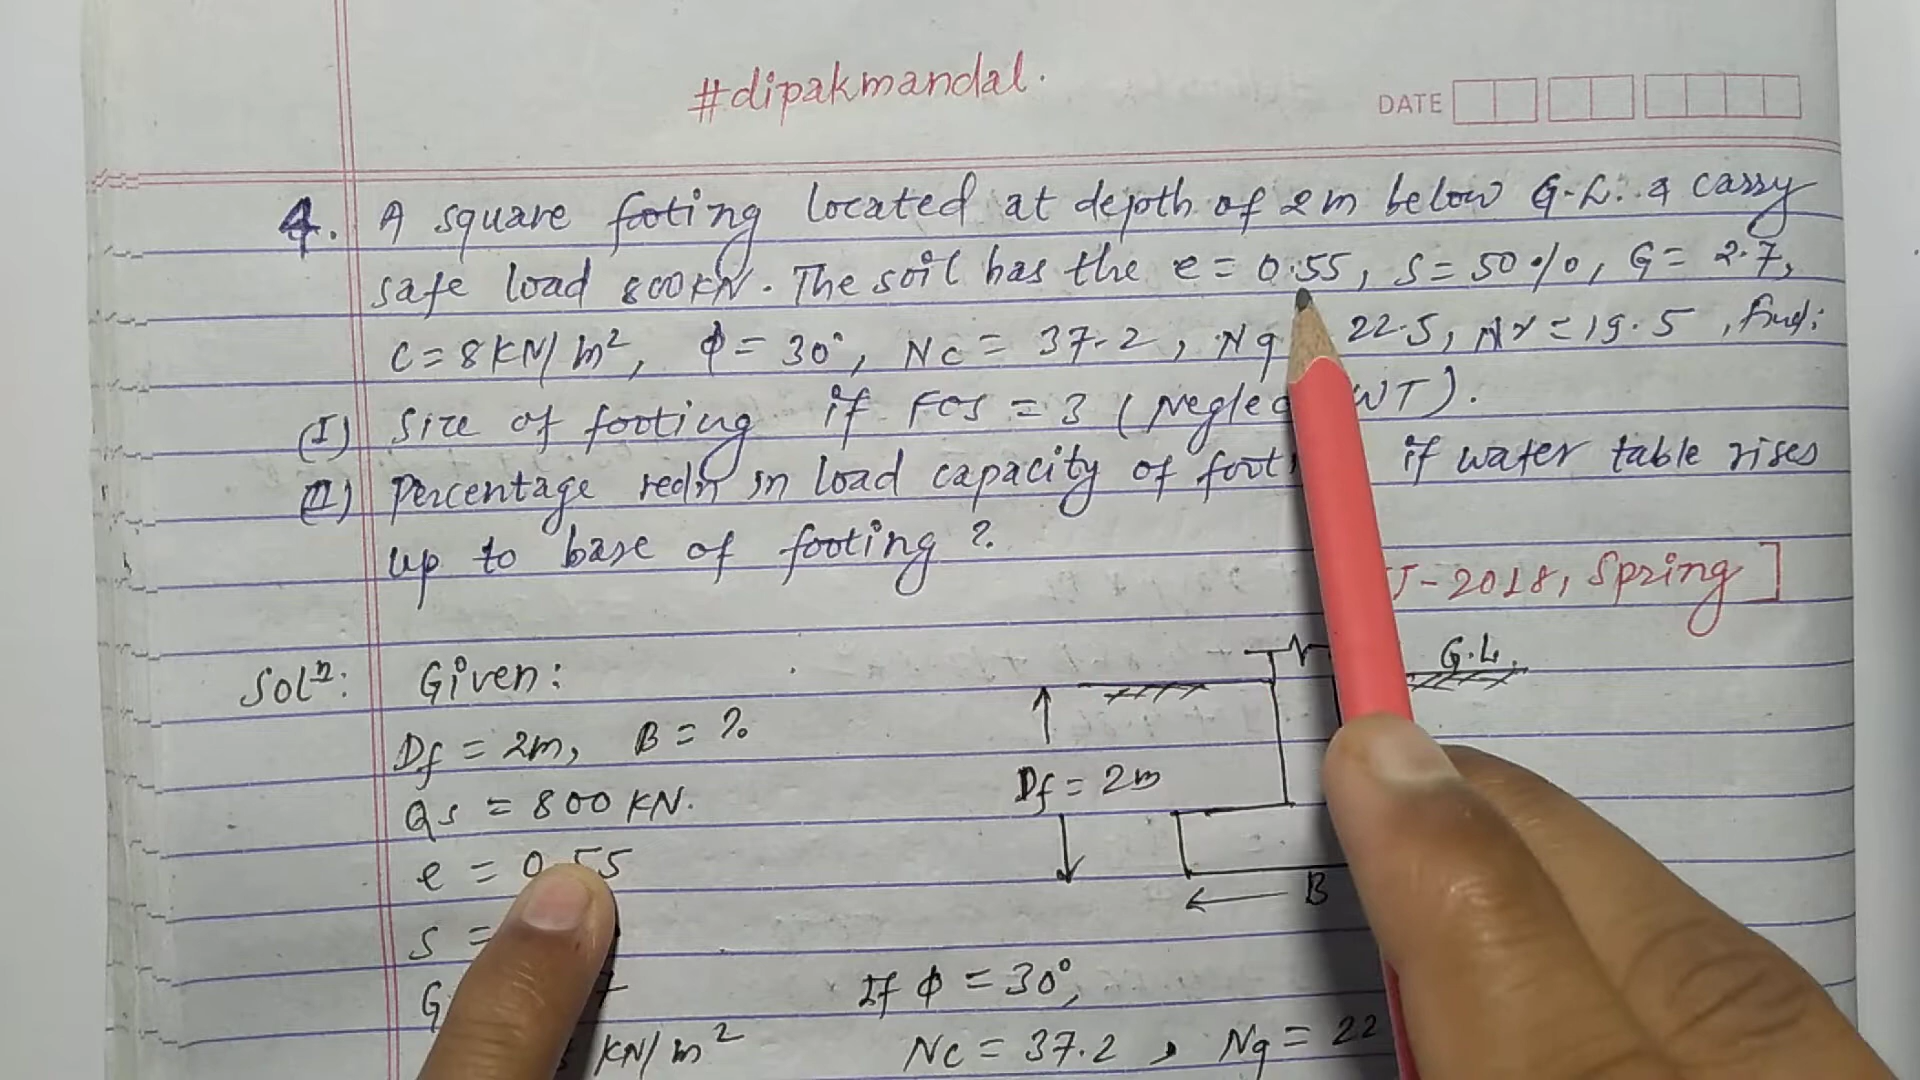 #dipakmandal.
DATE
4. A square footing located at depth of 2m below G.L. & carry
safe load 800KN. The soil has the e = 0.55, S = 50%, G = 2.7,
C = 8KN/m², ϕ = 30°, Nc = 37.2, Nq 22.5, Nγ = 19.5, find:
(I) Size of footing if FOS = 3 (Neglec WT).
(II) Percentage redⁿ in load capacity of foot if water table rises
up to base of footing?
-2018, Spring]
Solⁿ: Given:
G.L.
Df = 2m, B = ?
Df = 2m
Qs = 800 KN.
e = 0.55
B
S =
G
If ϕ = 30°,
KN/m²
Nc = 37.2, Nq = 22